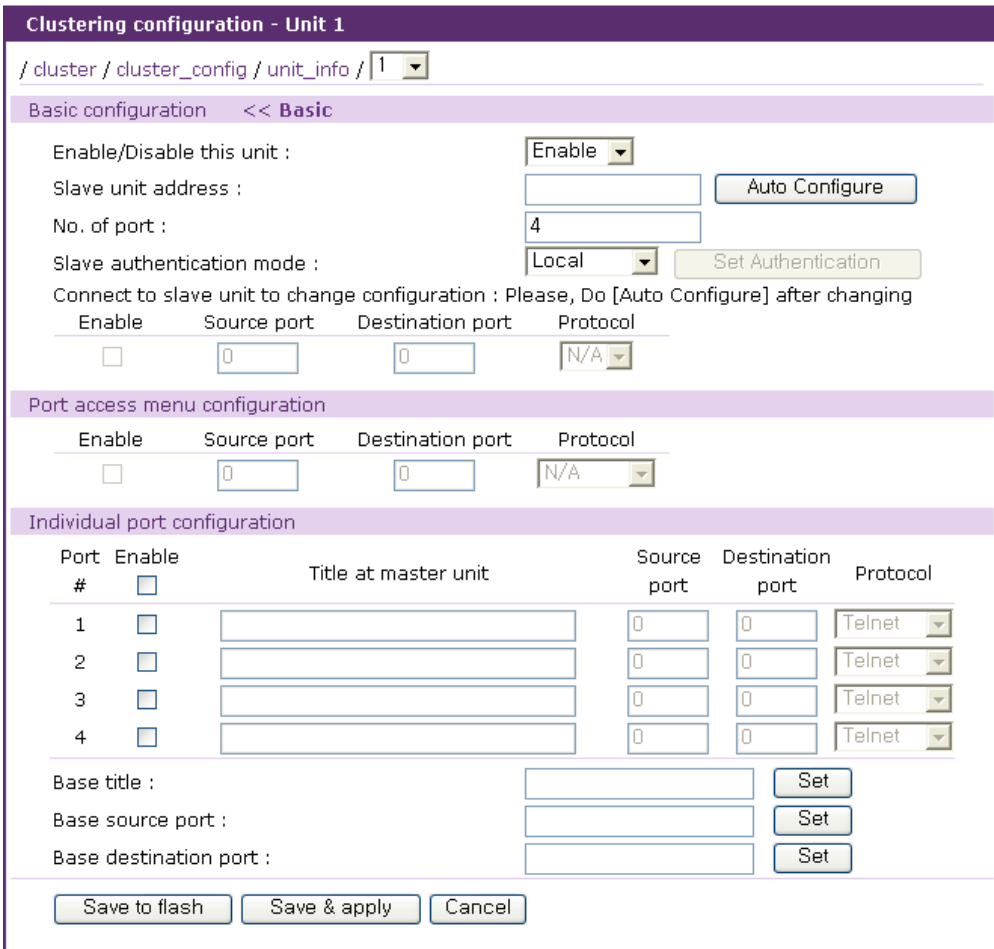 Clustering configuration - Unit 1
/ cluster / cluster_config / unit_info / 1
Basic configuration << Basic
Enable/Disable this unit : Enable
Slave unit address : Auto Configure
No. of port : 4
Slave authentication mode : Local Set Authentication
Connect to slave unit to change configuration : Please, Do [Auto Configure] after changing
Enable Source port Destination port Protocol
0 0 N/A
Port access menu configuration
Enable Source port Destination port Protocol
0 0 N/A
Individual port configuration
Port # Enable Title at master unit Source port Destination port Protocol
1 0 0 Telnet
2 0 0 Telnet
3 0 0 Telnet
4 0 0 Telnet
Base title : Set
Base source port : Set
Base destination port : Set
Save to flash Save & apply Cancel